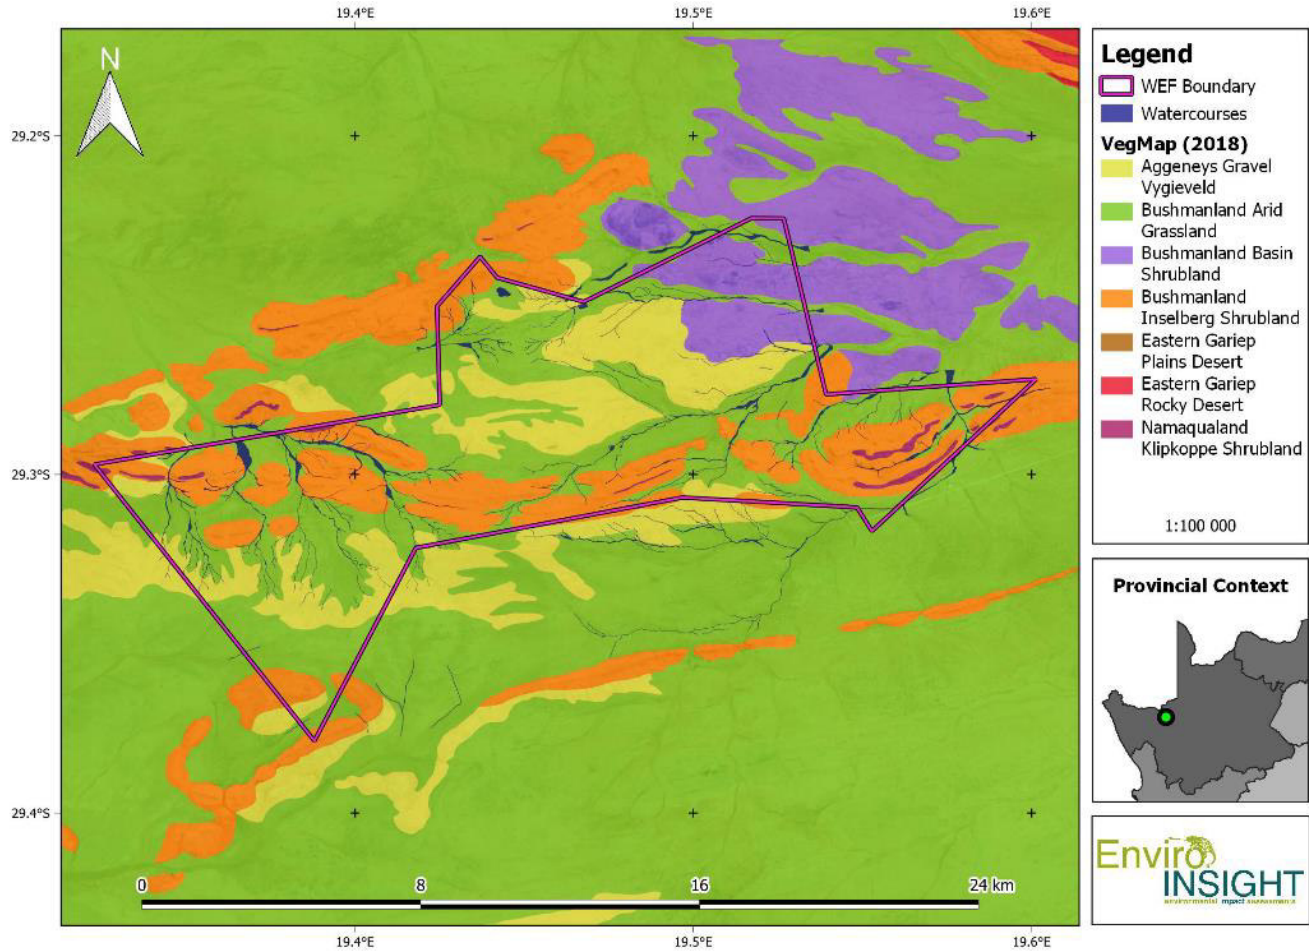 19.4°E
19.5°E
19.6°E
N
29.2°S
29.3°S
29.4°S
0
8
16
24 km
19.4°E
19.5°E
19.6°E
Legend
WEF Boundary
Watercourses
VegMap (2018)
Aggeneys Gravel
Vygieveld
Bushmanland Arid
Grassland
Bushmanland Basin
Shrubland
Bushmanland
Inselberg Shrubland
Eastern Gariep
Plains Desert
Eastern Gariep
Rocky Desert
Namaqualand
Klipkoppe Shrubland
1:100 000
Provincial Context
Enviro
INSIGHT
environmental impact assessments